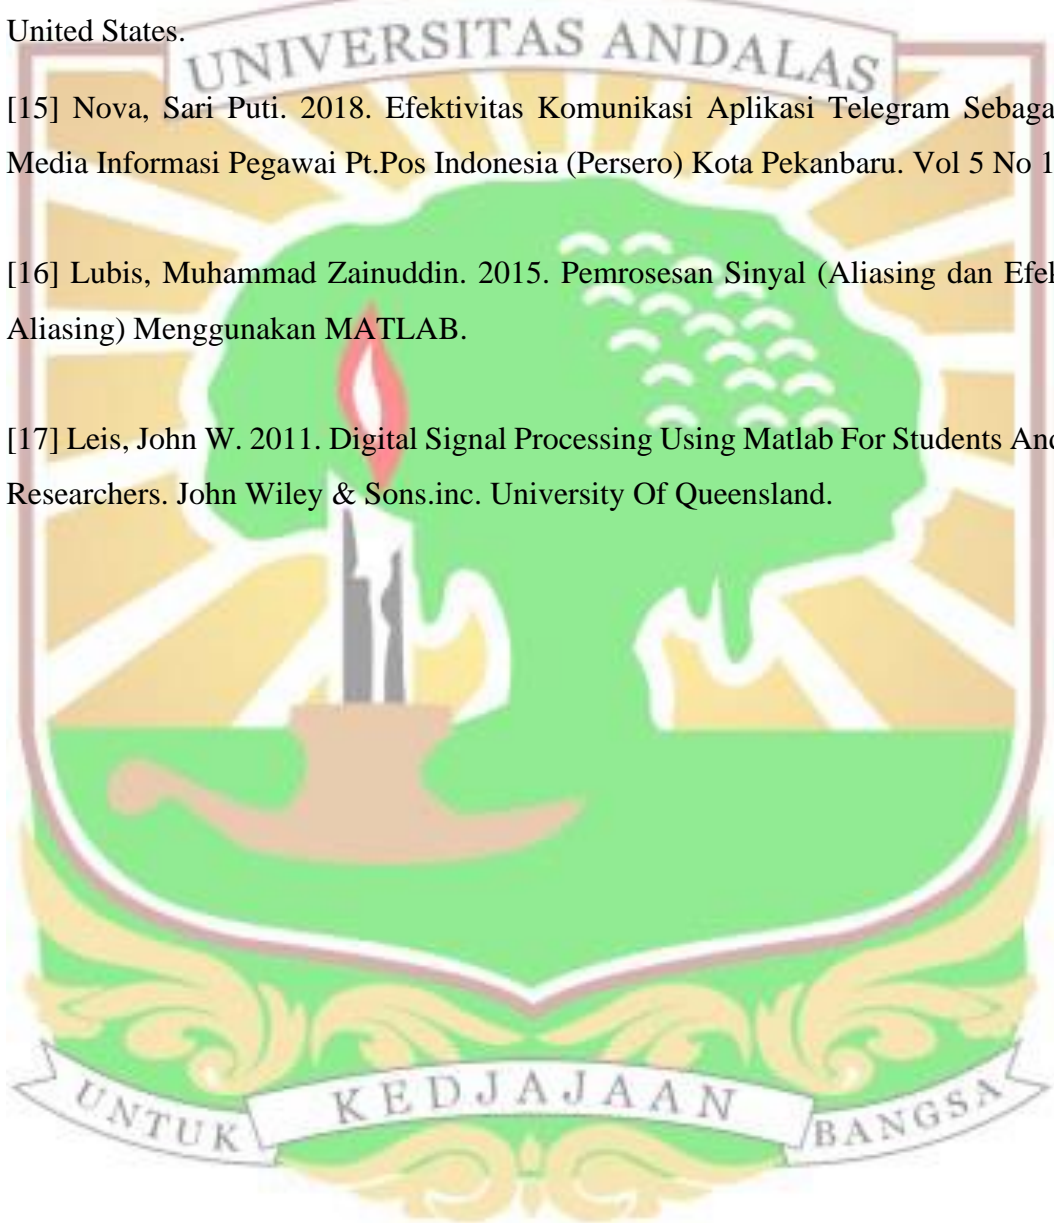 United States.
UNIVERSITAS ANDALAS
[15] Nova, Sari Puti. 2018. Efektivitas Komunikasi Aplikasi Telegram Sebaga
Media Informasi Pegawai Pt.Pos Indonesia (Persero) Kota Pekanbaru. Vol 5 No 1
[16] Lubis, Muhammad Zainuddin. 2015. Pemrosesan Sinyal (Aliasing dan Efek
Aliasing) Menggunakan MATLAB.
[17] Leis, John W. 2011. Digital Signal Processing Using Matlab For Students And
Researchers. John Wiley & Sons.inc. University Of Queensland.
UNTUK KEDJAJAAN BANGSA